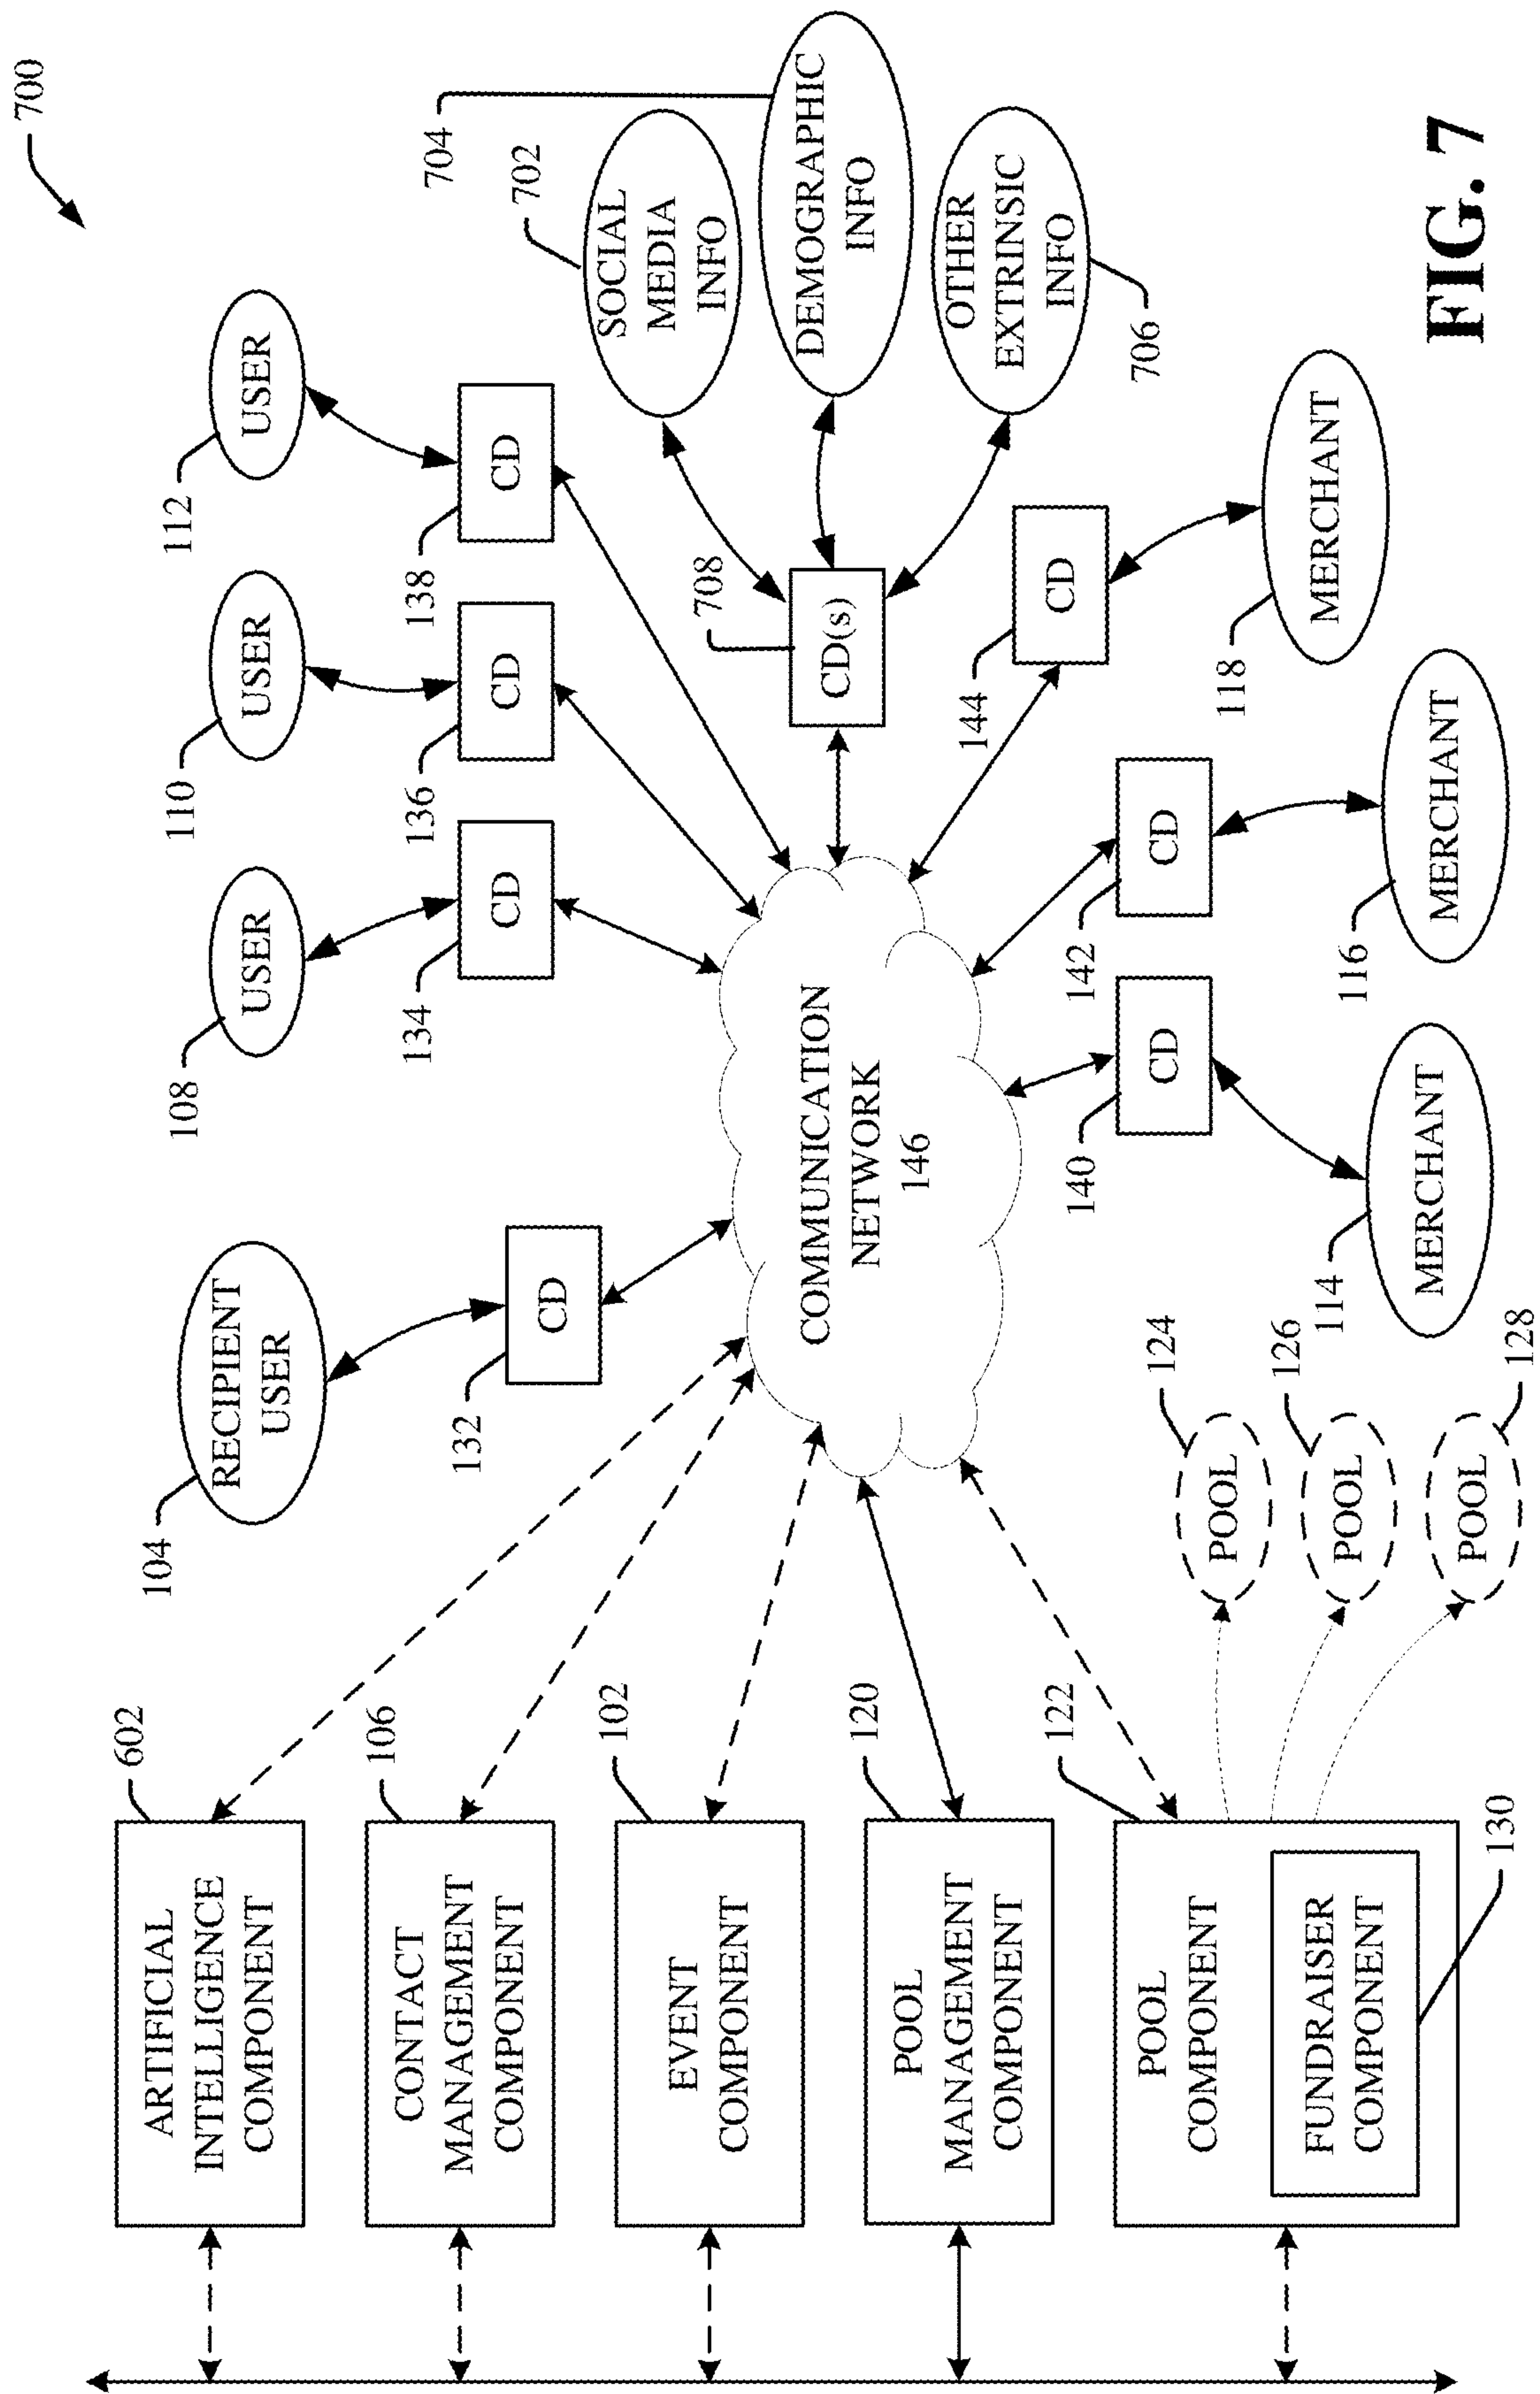 700
RECIPIENT
USER
104
USER
108
USER
110
USER
112
CD
132
CD
134
CD
136
CD
138
704
702
SOCIAL
MEDIA
INFO
DEMOGRAPHIC
INFO
OTHER
EXTRINSIC
INFO
706
708
CD(s)
COMMUNICATION
NETWORK
146
CD
140
CD
142
CD
144
MERCHANT
114
MERCHANT
116
MERCHANT
118
ARTIFICIAL
INTELLIGENCE
COMPONENT
602
CONTACT
MANAGEMENT
COMPONENT
106
EVENT
COMPONENT
102
POOL
MANAGEMENT
COMPONENT
120
POOL
COMPONENT
122
FUNDRAISER
COMPONENT
130
POOL
124
POOL
126
POOL
128
FIG. 7